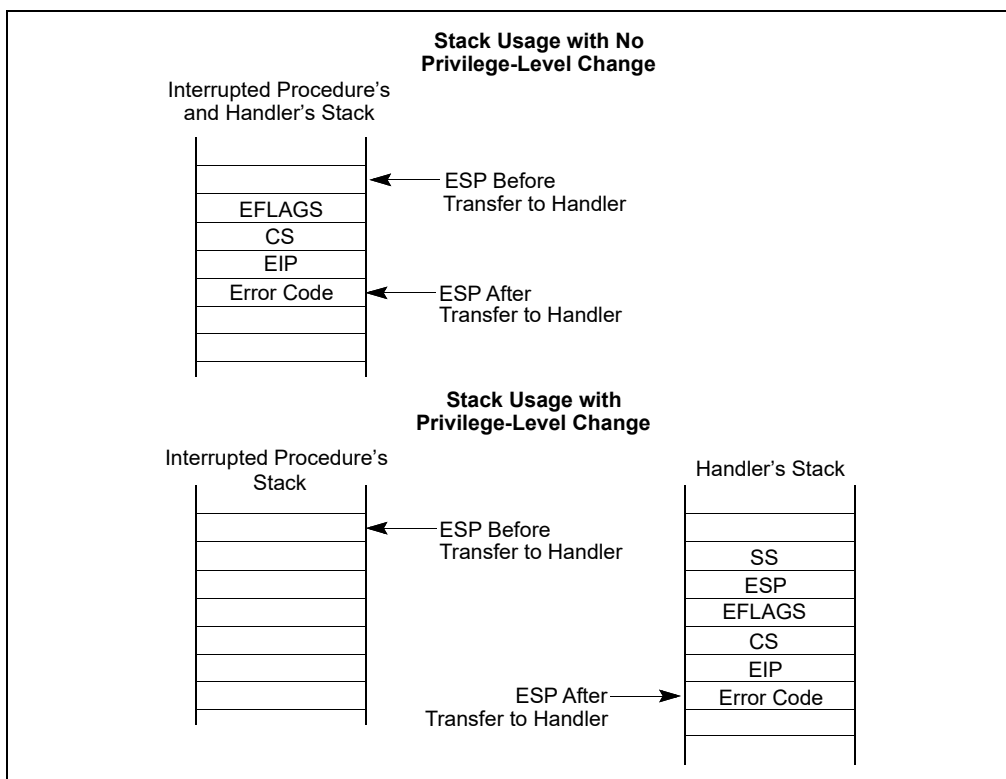 Stack Usage with No
Privilege-Level Change
Interrupted Procedure's
and Handler's Stack
ESP Before
Transfer to Handler
EFLAGS
CS
EIP
Error Code
ESP After
Transfer to Handler
Stack Usage with
Privilege-Level Change
Interrupted Procedure's
Stack
Handler's Stack
ESP Before
Transfer to Handler
SS
ESP
EFLAGS
CS
EIP
ESP After
Transfer to Handler
Error Code